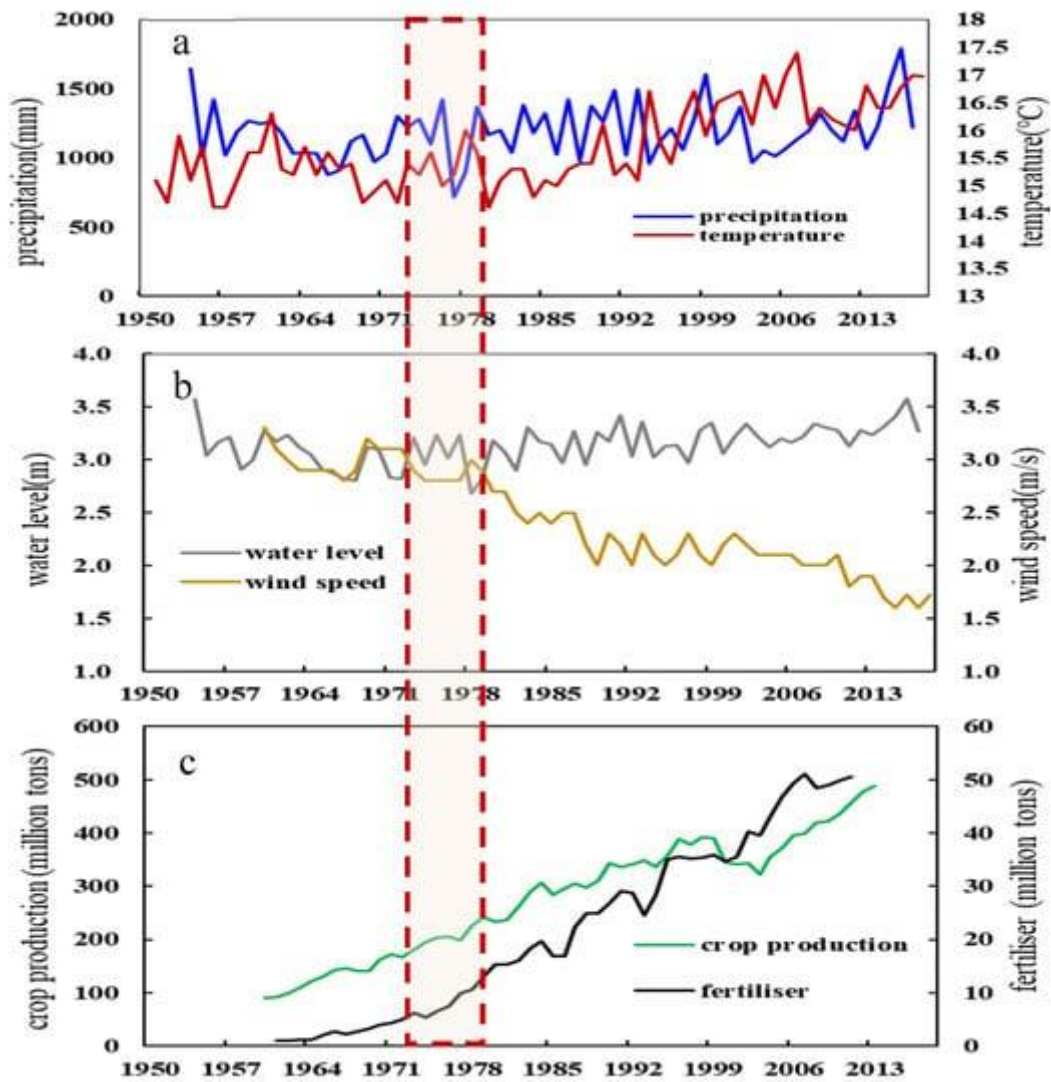 a
2000
1500
1000
500
0
precipitation(mm)
18
17.5
17
16.5
16
15.5
15
14.5
14
13.5
13
temperature(°C)
precipitation
temperature
1950 1957 1964 1971 1978 1985 1992 1999 2006 2013
b
4.0
3.5
3.0
2.5
2.0
1.5
1.0
water level(m)
4.0
3.5
3.0
2.5
2.0
1.5
1.0
wind speed(m/s)
water level
wind speed
1950 1957 1964 1971 1978 1985 1992 1999 2006 2013
c
600
500
400
300
200
100
0
crop production(million tons)
60
50
40
30
20
10
0
fertiliser (million tons)
crop production
fertiliser
1950 1957 1964 1971 1978 1985 1992 1999 2006 2013